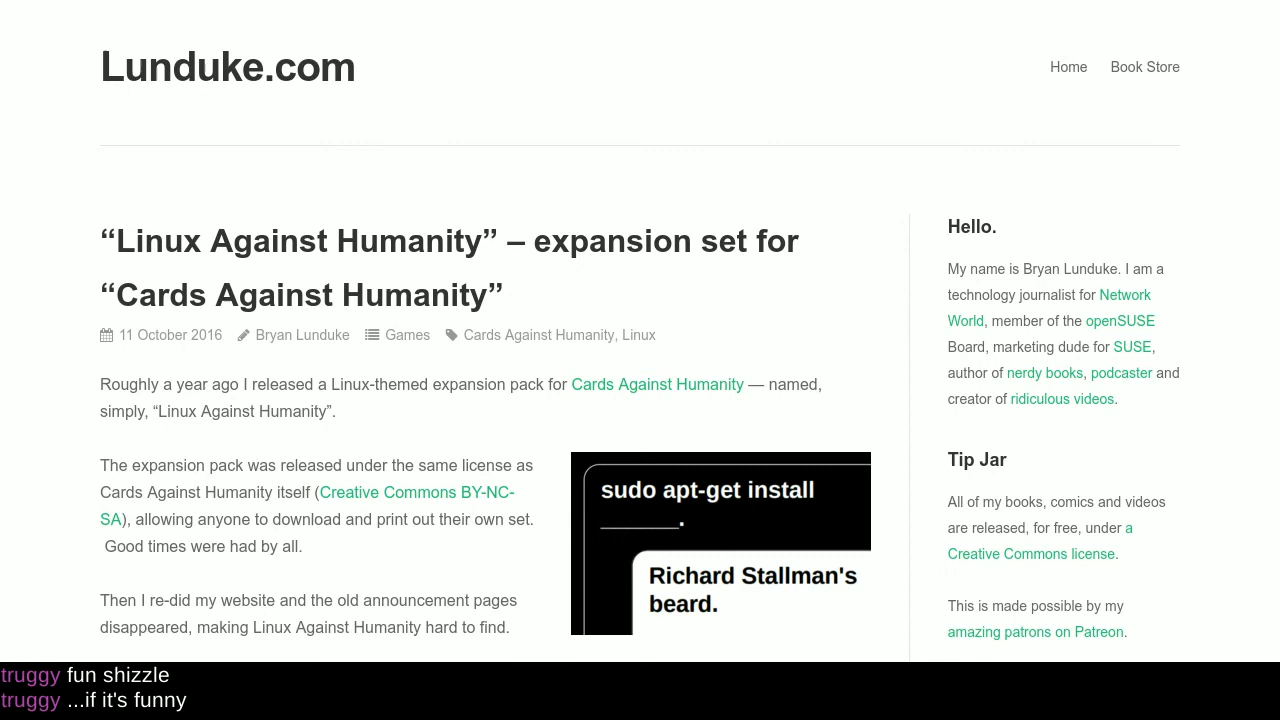 Lunduke.com
Home
Book Store
“Linux Against Humanity” – expansion set for
“Cards Against Humanity”
11 October 2016 Bryan Lunduke Games Cards Against Humanity, Linux
Roughly a year ago I released a Linux-themed expansion pack for Cards Against Humanity — named,
simply, “Linux Against Humanity”.
The expansion pack was released under the same license as
Cards Against Humanity itself (Creative Commons BY-NC-
SA), allowing anyone to download and print out their own set.
Good times were had by all.
Then I re-did my website and the old announcement pages
disappeared, making Linux Against Humanity hard to find.
sudo apt-get install
______.
Richard Stallman's
beard.
Hello.
My name is Bryan Lunduke. I am a
technology journalist for Network
World, member of the openSUSE
Board, marketing dude for SUSE,
author of nerdy books, podcaster and
creator of ridiculous videos.
Tip Jar
All of my books, comics and videos
are released, for free, under a
Creative Commons license.
This is made possible by my
amazing patrons on Patreon.
truggy fun shizzle
truggy ...if it's funny